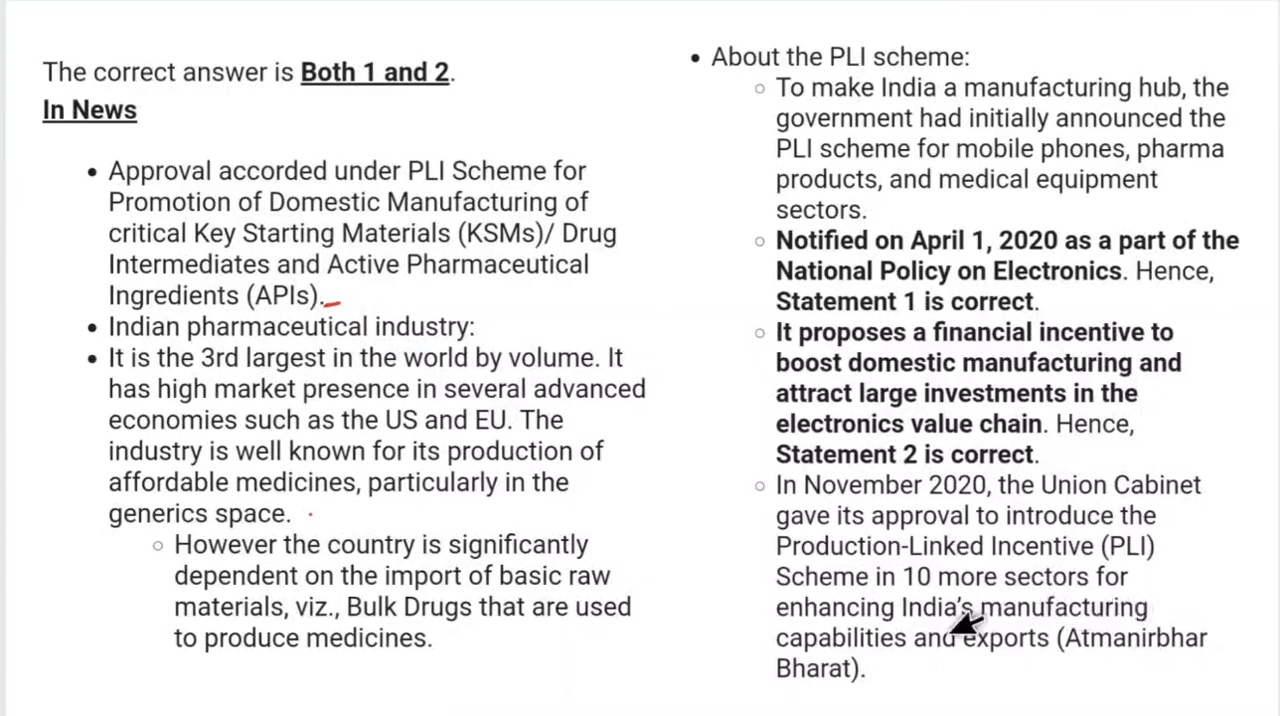 The correct answer is Both 1 and 2.
In News
• Approval accorded under PLI Scheme for
Promotion of Domestic Manufacturing of
critical Key Starting Materials (KSMs)/ Drug
Intermediates and Active Pharmaceutical
Ingredients (APIs).
• Indian pharmaceutical industry:
• It is the 3rd largest in the world by volume. It
has high market presence in several advanced
economies such as the US and EU. The
industry is well known for its production of
affordable medicines, particularly in the
generics space.
○ However the country is significantly
dependent on the import of basic raw
materials, viz., Bulk Drugs that are used
to produce medicines.
• About the PLI scheme:
○ To make India a manufacturing hub, the
government had initially announced the
PLI scheme for mobile phones, pharma
products, and medical equipment
sectors.
○ Notified on April 1, 2020 as a part of the
National Policy on Electronics. Hence,
Statement 1 is correct.
○ It proposes a financial incentive to
boost domestic manufacturing and
attract large investments in the
electronics value chain. Hence,
Statement 2 is correct.
○ In November 2020, the Union Cabinet
gave its approval to introduce the
Production-Linked Incentive (PLI)
Scheme in 10 more sectors for
enhancing India's manufacturing
capabilities and exports (Atmanirbhar
Bharat).